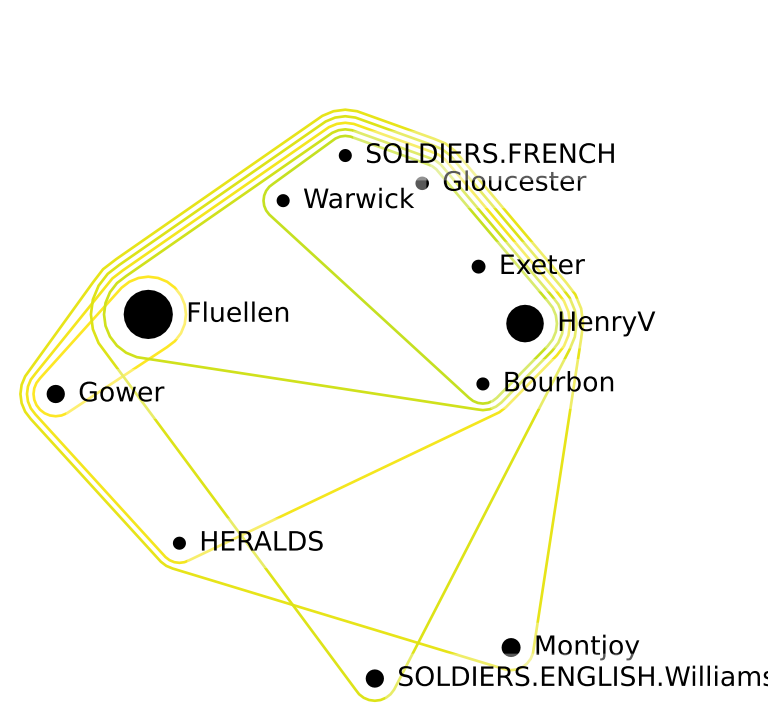 SOLDIERS.FRENCH
Gloucester
Warwick
Exeter
Fluellen
HenryV
Bourbon
Gower
HERALDS
Montjoy
SOLDIERS.ENGLISH.Williams